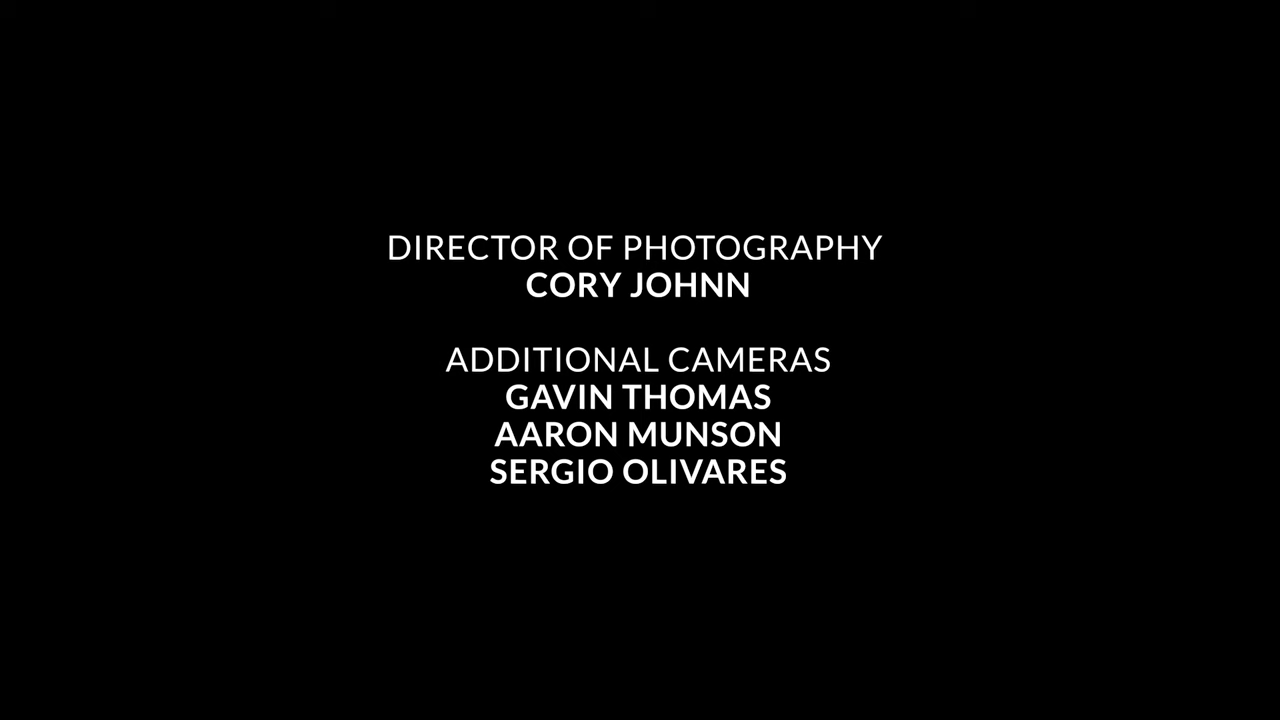 DIRECTOR OF PHOTOGRAPHY
CORY JOHNN
ADDITIONAL CAMERAS
GAVIN THOMAS
AARON MUNSON
SERGIO OLIVARES